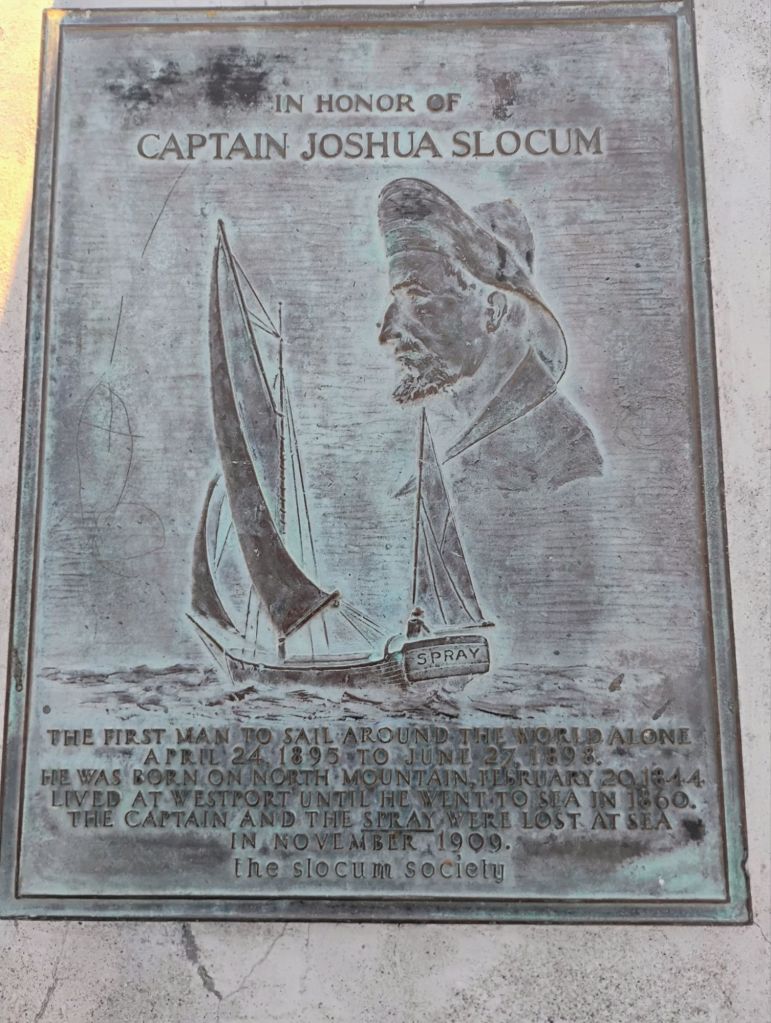 IN HONOR OF
CAPTAIN JOSHUA SLOCUM
SPRAY
THE FIRST MAN TO SAIL AROUND THE WORLD ALONE
APRIL 24, 1895 TO JUNE 27, 1898.
HE WAS BORN ON NORTH MOUNTAIN, FEBRUARY 20, 1844
LIVED AT WESTPORT UNTIL HE WENT TO SEA IN 1860.
THE CAPTAIN AND THE SPRAY WERE LOST AT SEA
IN NOVEMBER 1909.
the slocum society